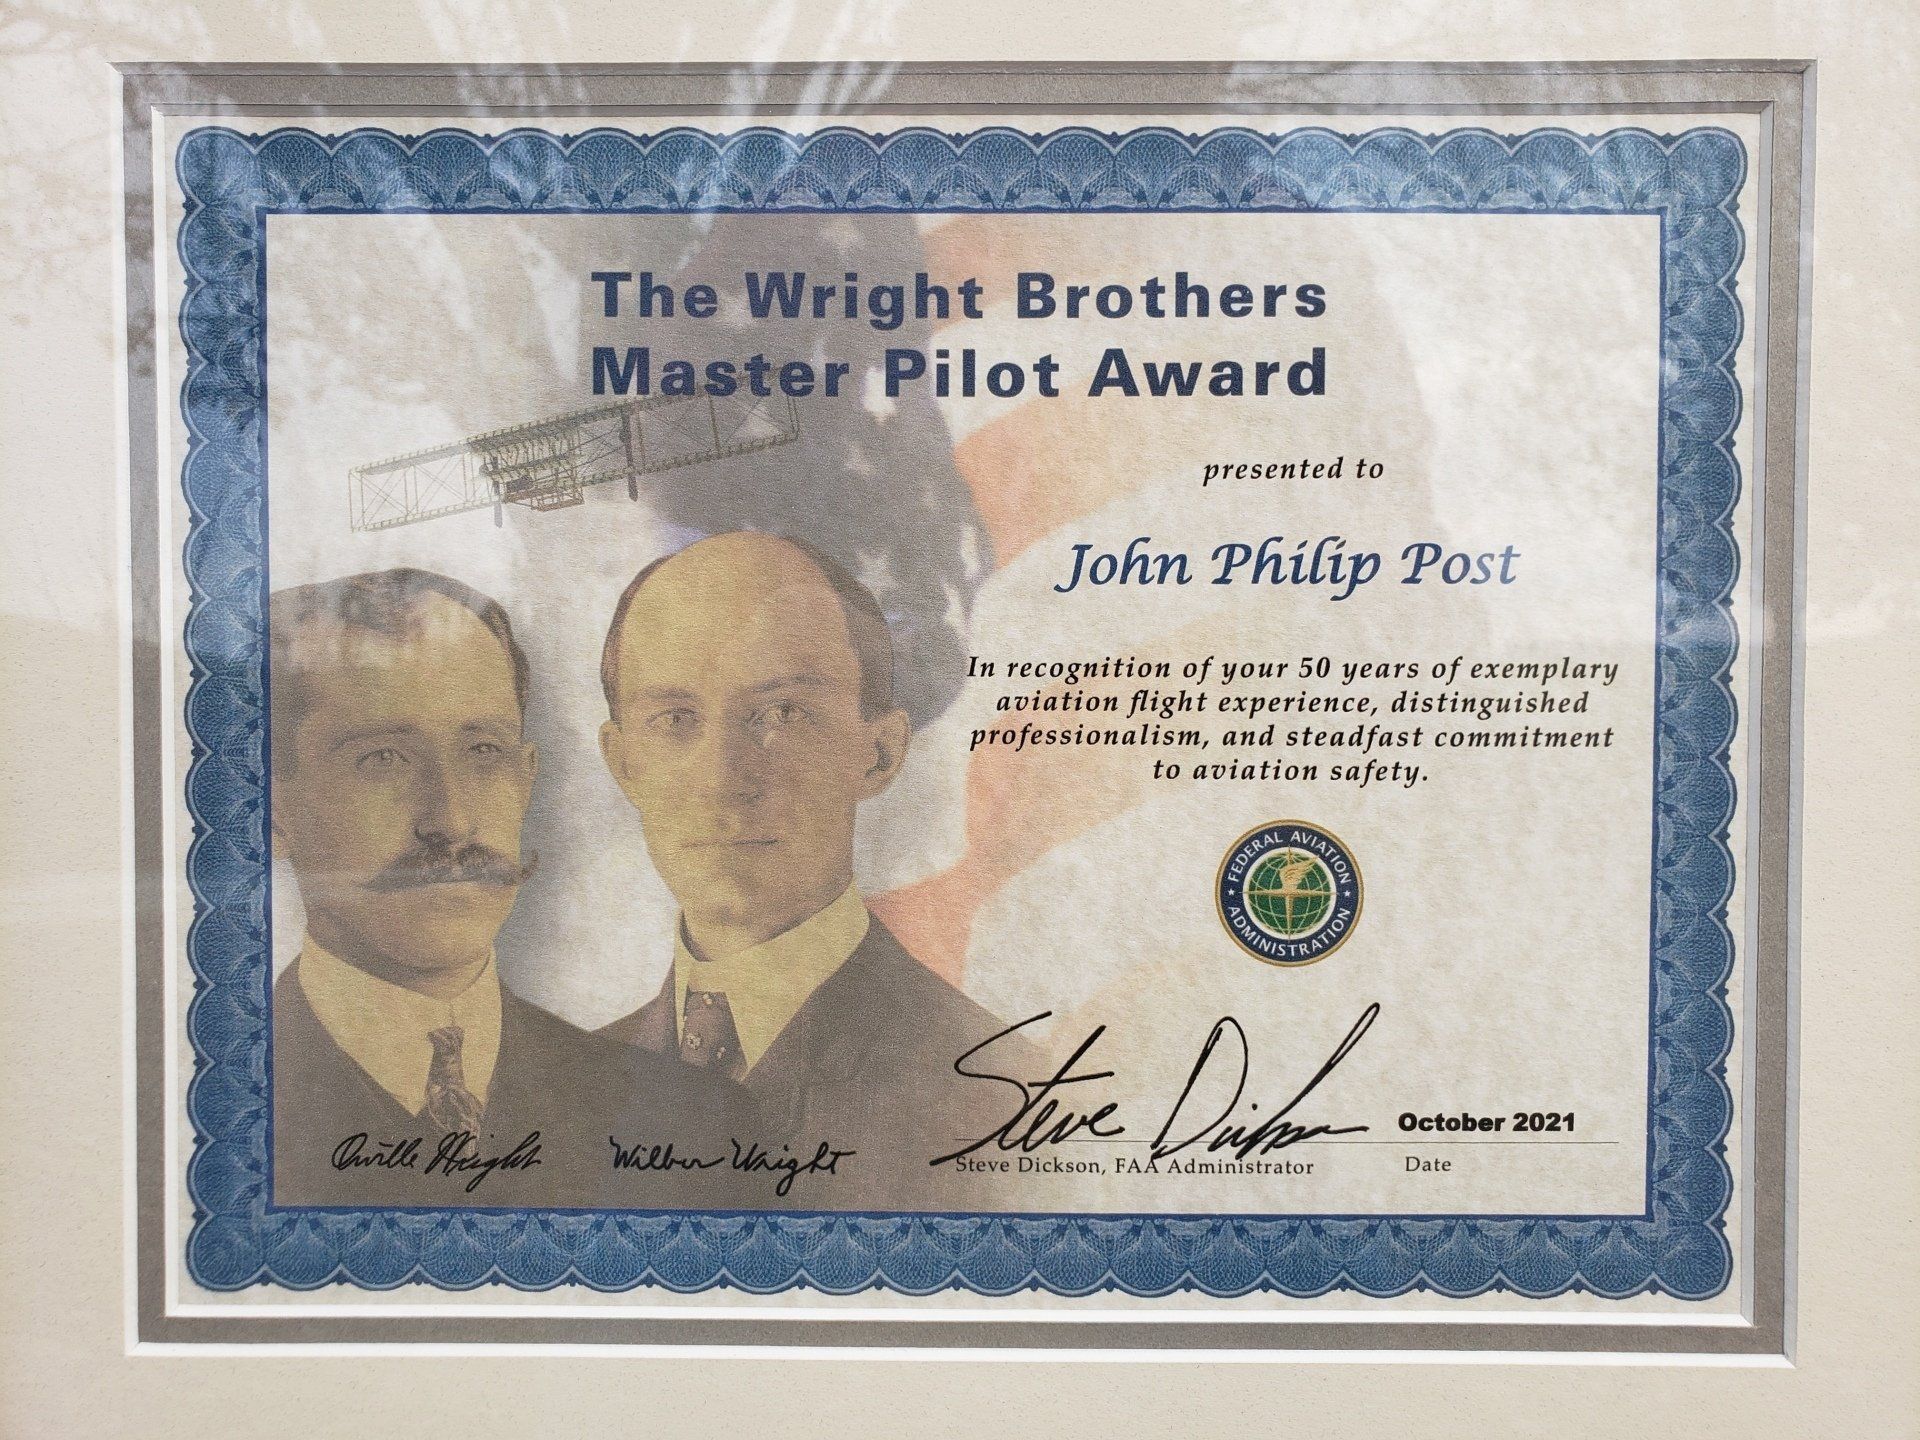 The Wright Brothers
Master Pilot Award
presented to
John Philip Post
In recognition of your 50 years of exemplary
aviation flight experience, distinguished
professionalism, and steadfast commitment
to aviation safety.
FEDERAL AVIATION
ADMINISTRATION
Orville Wright
Wilbur Wright
Steve Dickson
October 2021
Steve Dickson, FAA Administrator
Date